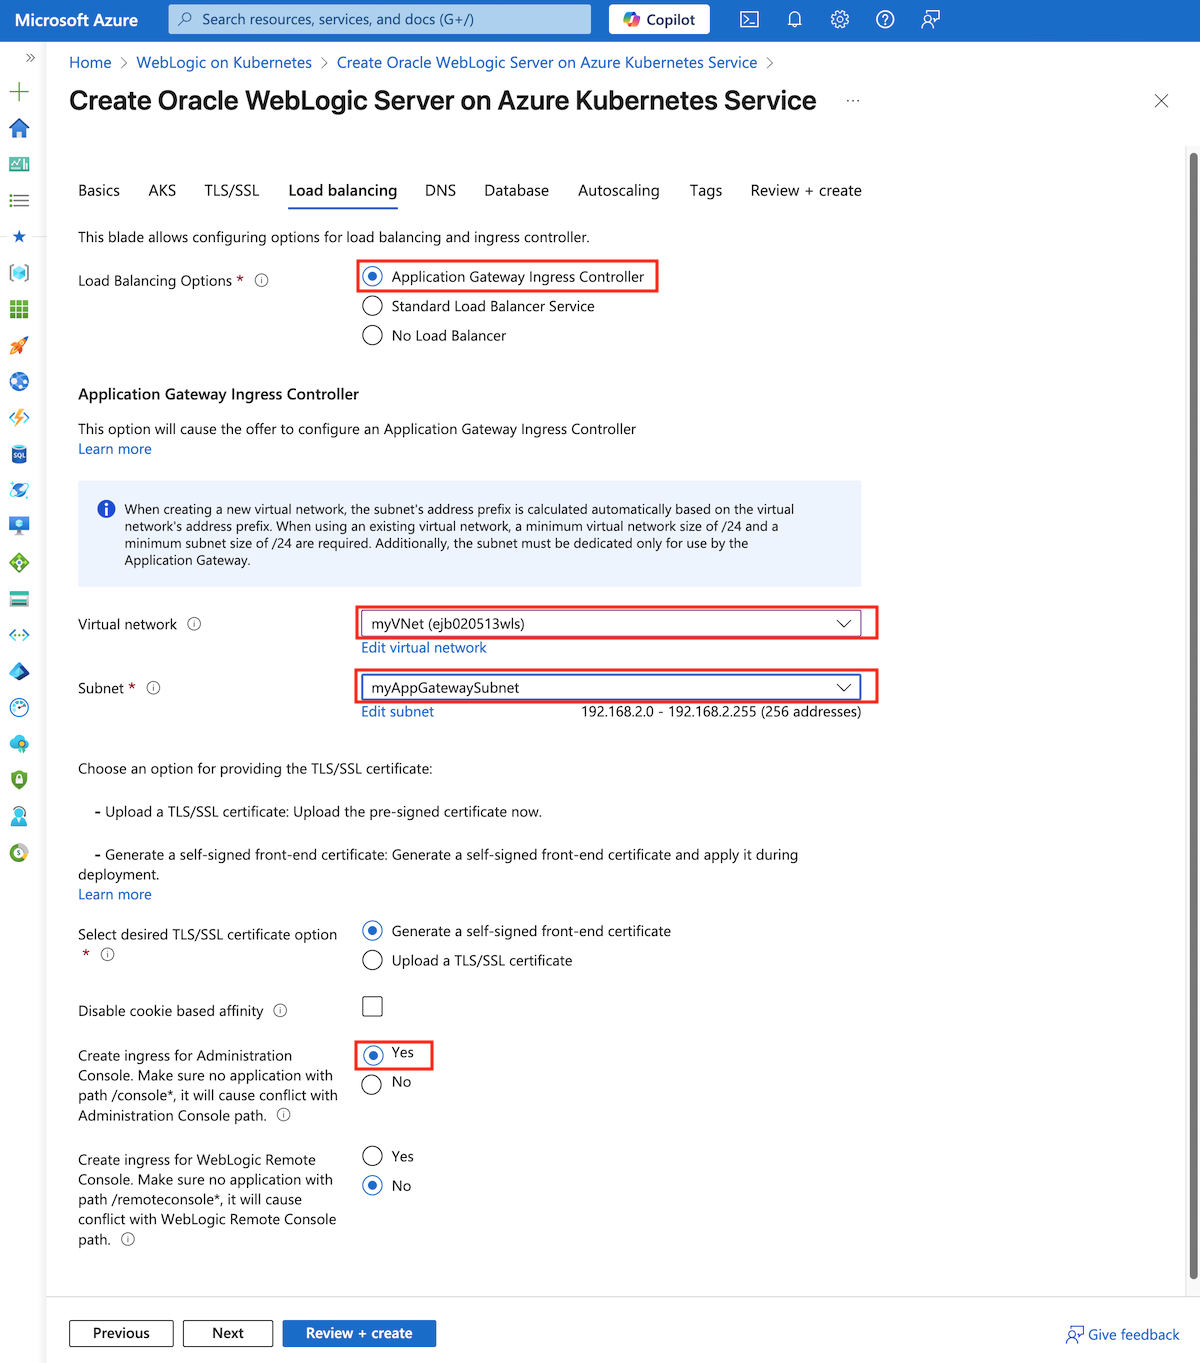 Microsoft Azure
Search resources, services, and docs (G+/)
Copilot
Home > WebLogic on Kubernetes > Create Oracle WebLogic Server on Azure Kubernetes Service >
Create Oracle WebLogic Server on Azure Kubernetes Service ...
Basics AKS TLS/SSL Load balancing DNS Database Autoscaling Tags Review + create
This blade allows configuring options for load balancing and ingress controller.
Load Balancing Options *
Application Gateway Ingress Controller
Standard Load Balancer Service
No Load Balancer
Application Gateway Ingress Controller
This option will cause the offer to configure an Application Gateway Ingress Controller
Learn more
When creating a new virtual network, the subnet's address prefix is calculated automatically based on the virtual
network's address prefix. When using an existing virtual network, a minimum virtual network size of /24 and a
minimum subnet size of /24 are required. Additionally, the subnet must be dedicated only for use by the
Application Gateway.
Virtual network
myVNet (ejb020513wls)
Edit virtual network
Subnet *
myAppGatewaySubnet
Edit subnet
192.168.2.0 - 192.168.2.255 (256 addresses)
Choose an option for providing the TLS/SSL certificate:
- Upload a TLS/SSL certificate: Upload the pre-signed certificate now.
- Generate a self-signed front-end certificate: Generate a self-signed front-end certificate and apply it during
deployment.
Learn more
Select desired TLS/SSL certificate option
*
Generate a self-signed front-end certificate
Upload a TLS/SSL certificate
Disable cookie based affinity
Create ingress for Administration
Console. Make sure no application with
path /console*, it will cause conflict with
Administration Console path.
Yes
No
Create ingress for WebLogic Remote
Console. Make sure no application with
path /remoteconsole*, it will cause
conflict with WebLogic Remote Console
path.
Yes
No
Previous
Next
Review + create
Give feedback
SQL